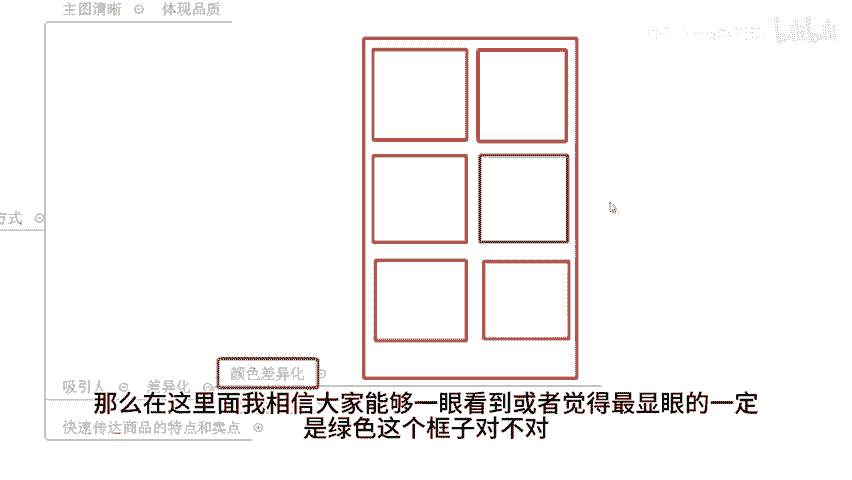 主图清晰 体现品质
bilibili
方式
颜色差异化
吸引人 差异化
那么在这里面我相信大家能够一眼看到或者觉得最显眼的一定
是绿色这个框子对不对
快速传达商品的特点和卖点